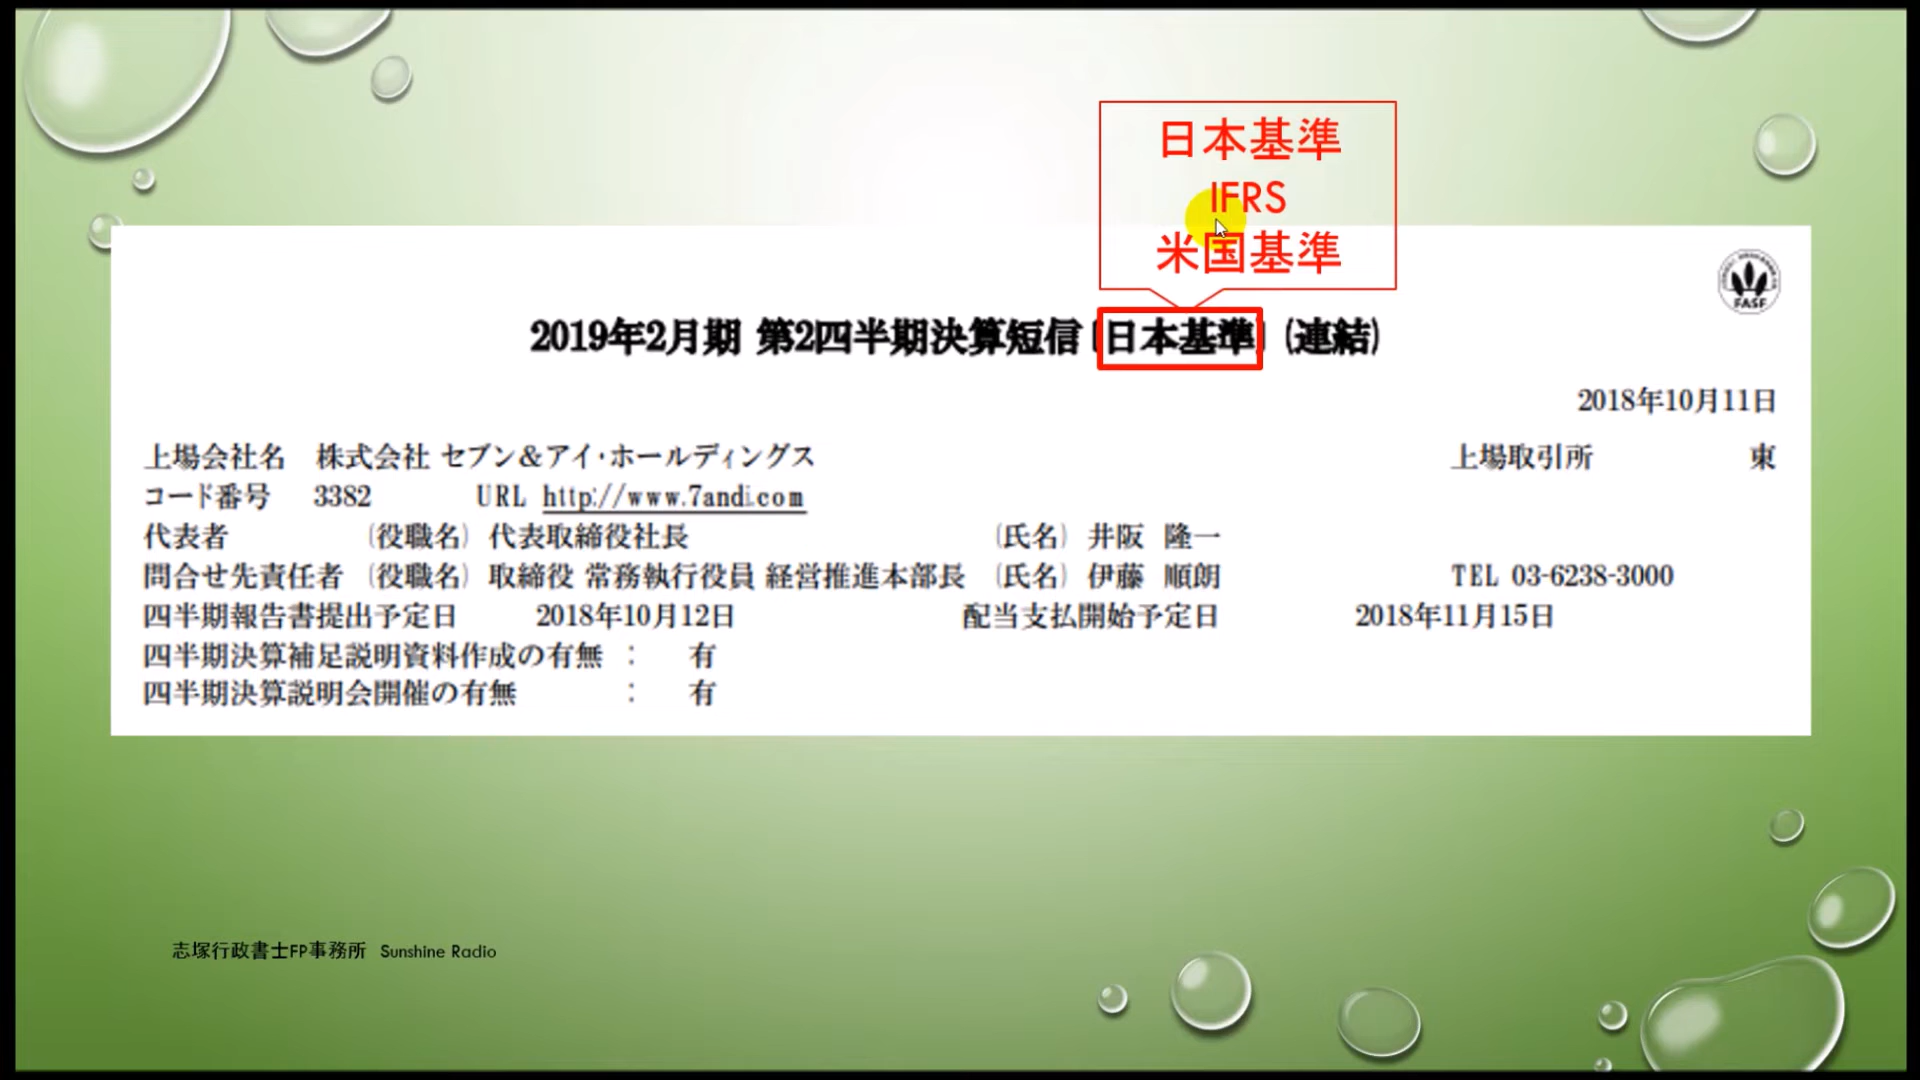 日本基準
IFRS
米国基準
FASF
2019年2月期 第2四半期決算短信〔日本基準〕(連結)
2018年10月11日
上場会社名 株式会社 セブン&アイ・ホールディングス 上場取引所 東
コード番号 3382 URL http://www.7andi.com
代表者 (役職名) 代表取締役社長 (氏名) 井阪 隆一
問合せ先責任者 (役職名) 取締役 常務執行役員 経営推進本部長 (氏名) 伊藤 順朗 TEL 03-6238-3000
四半期報告書提出予定日 2018年10月12日 配当支払開始予定日 2018年11月15日
四半期決算補足説明資料作成の有無 : 有
四半期決算説明会開催の有無 : 有
志塚行政書士FP事務所 Sunshine Radio